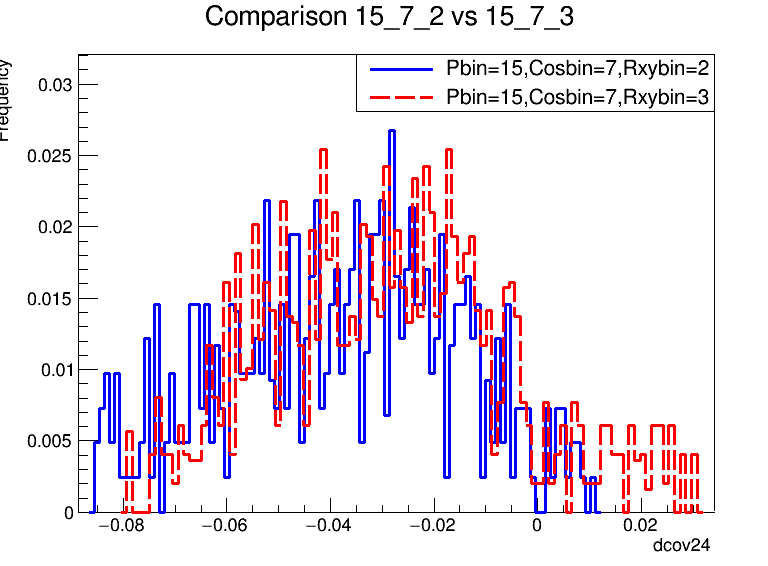 Comparison 15_7_2 vs 15_7_3
Frequency
Pbin=15,Cosbin=7,Rxybin=2
Pbin=15,Cosbin=7,Rxybin=3
0.03
0.025
0.02
0.015
0.01
0.005
0
−0.08 −0.06 −0.04 −0.02 0 0.02
dcov24